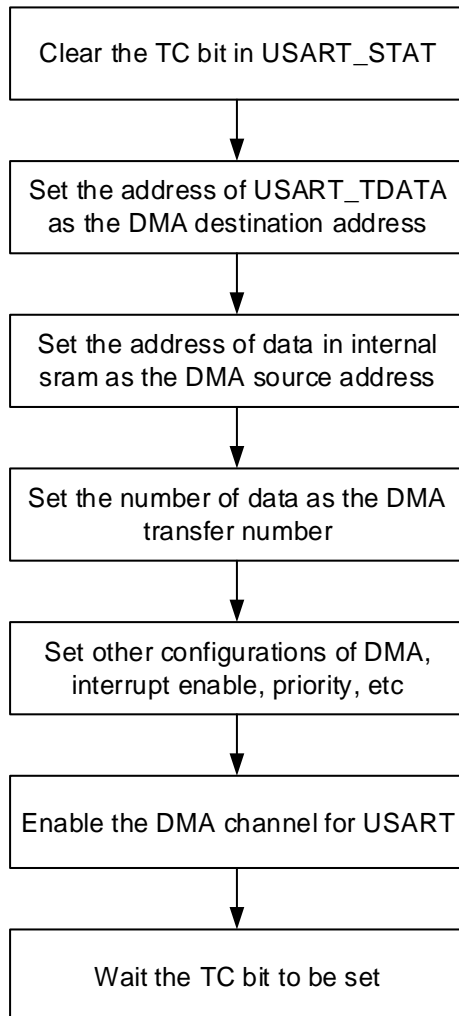 Clear the TC bit in USART_STAT
Set the address of USART_TDATA
as the DMA destination address
Set the address of data in internal
sram as the DMA source address
Set the number of data as the DMA
transfer number
Set other configurations of DMA,
interrupt enable, priority, etc
Enable the DMA channel for USART
Wait the TC bit to be set